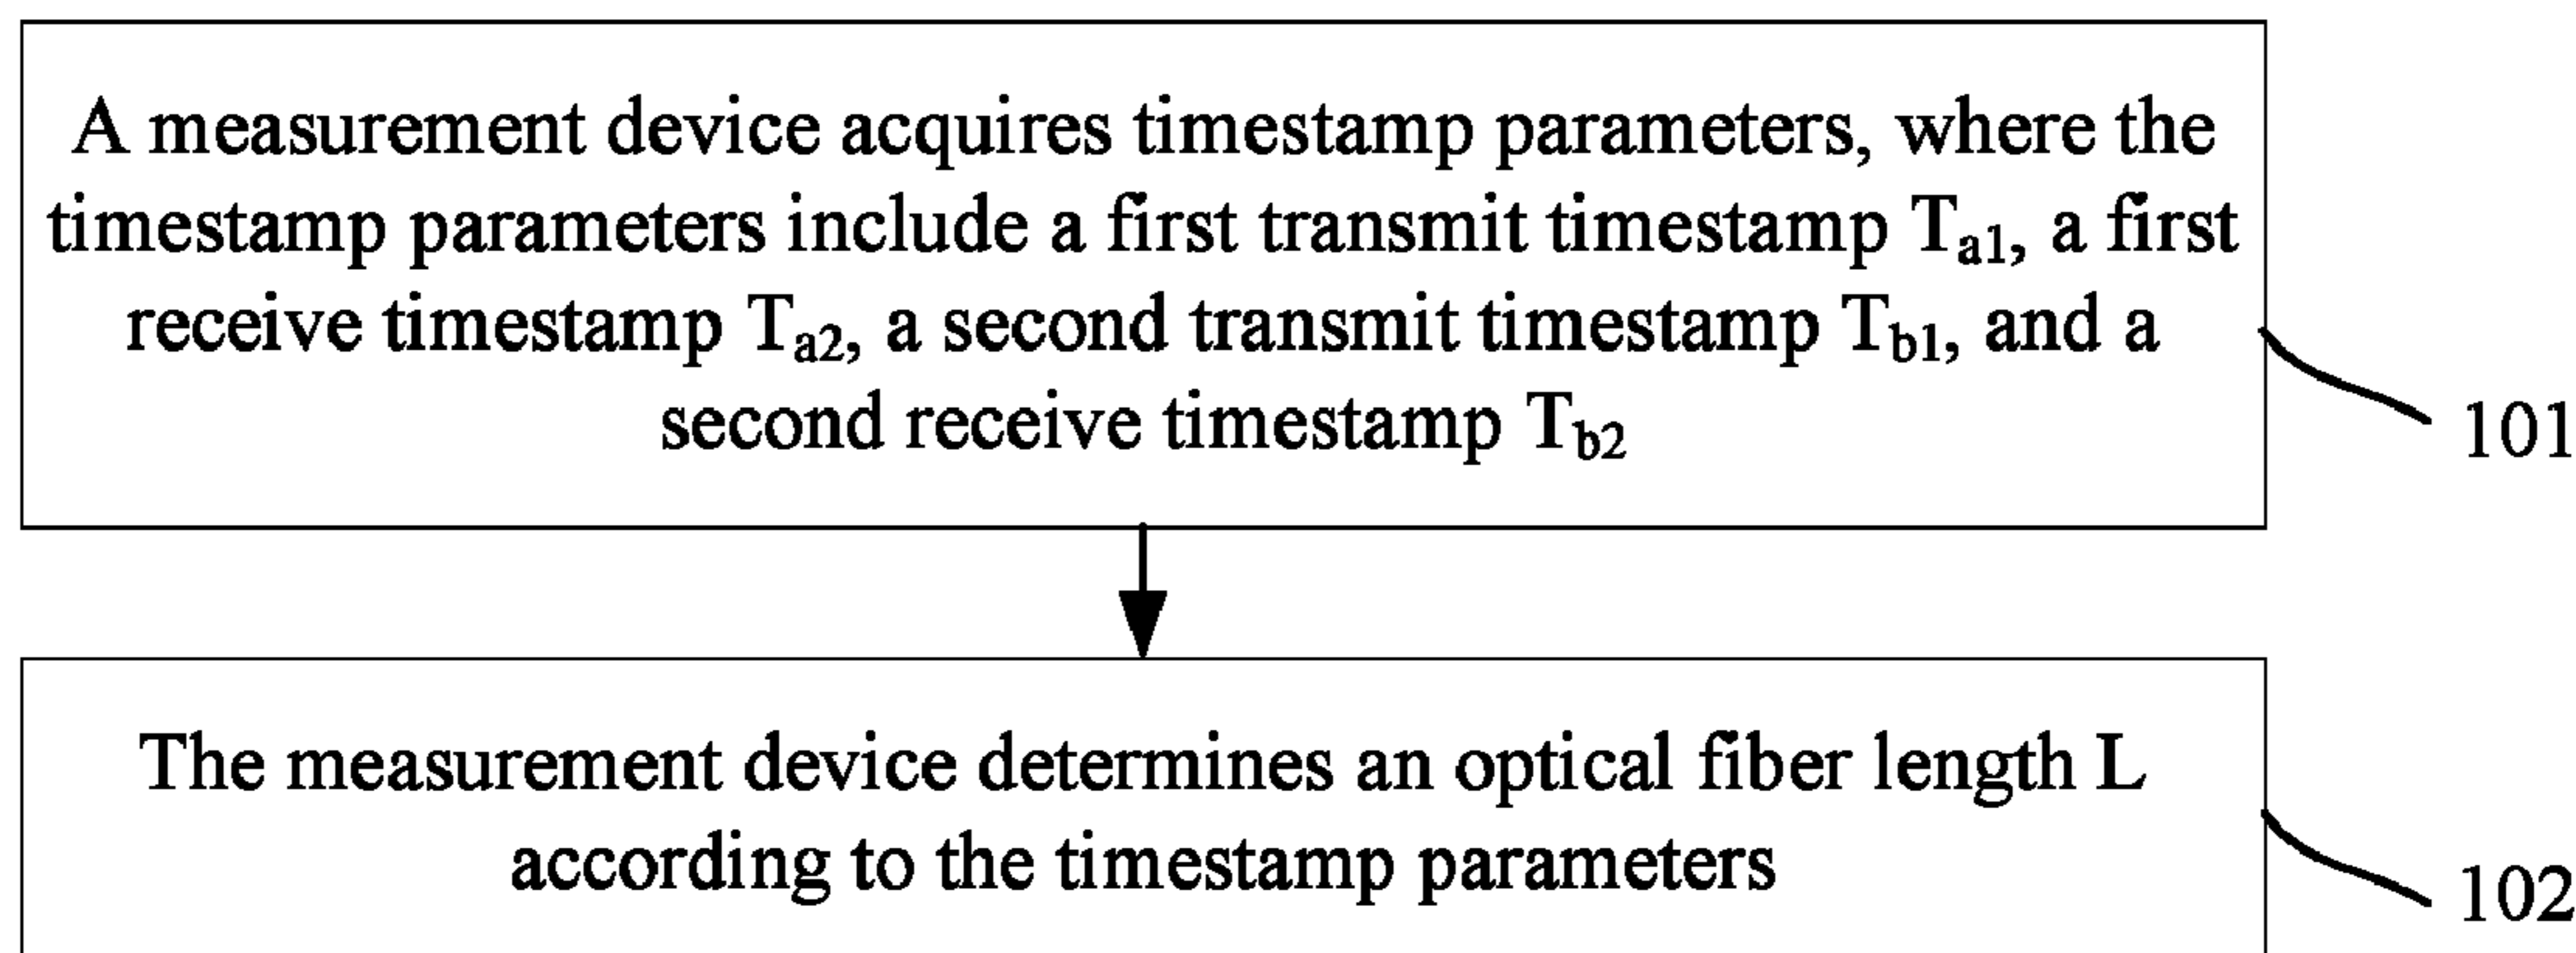 A measurement device acquires timestamp parameters, where the
timestamp parameters include a first transmit timestamp Ta1, a first
receive timestamp Ta2, a second transmit timestamp Tb1, and a
second receive timestamp Tb2
101
The measurement device determines an optical fiber length L
according to the timestamp parameters
102